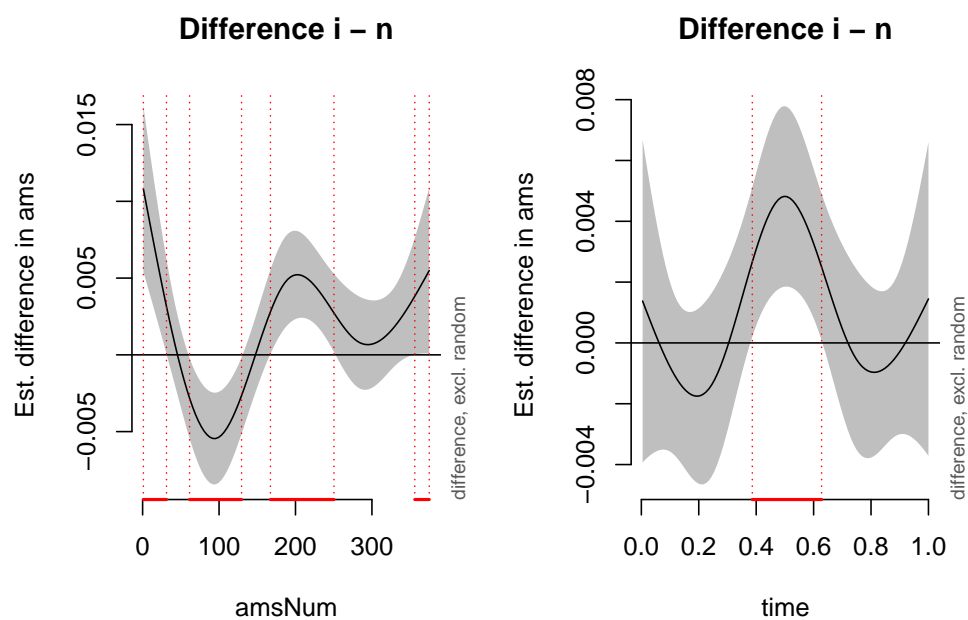 Difference i – n
Est. difference in ams
0.015
0.005
−0.005
0 100 200 300
amsNum
difference, excl. random
Difference i – n
Est. difference in ams
0.008
0.004
0.000
−0.004
0.0 0.2 0.4 0.6 0.8 1.0
time
difference, excl. random